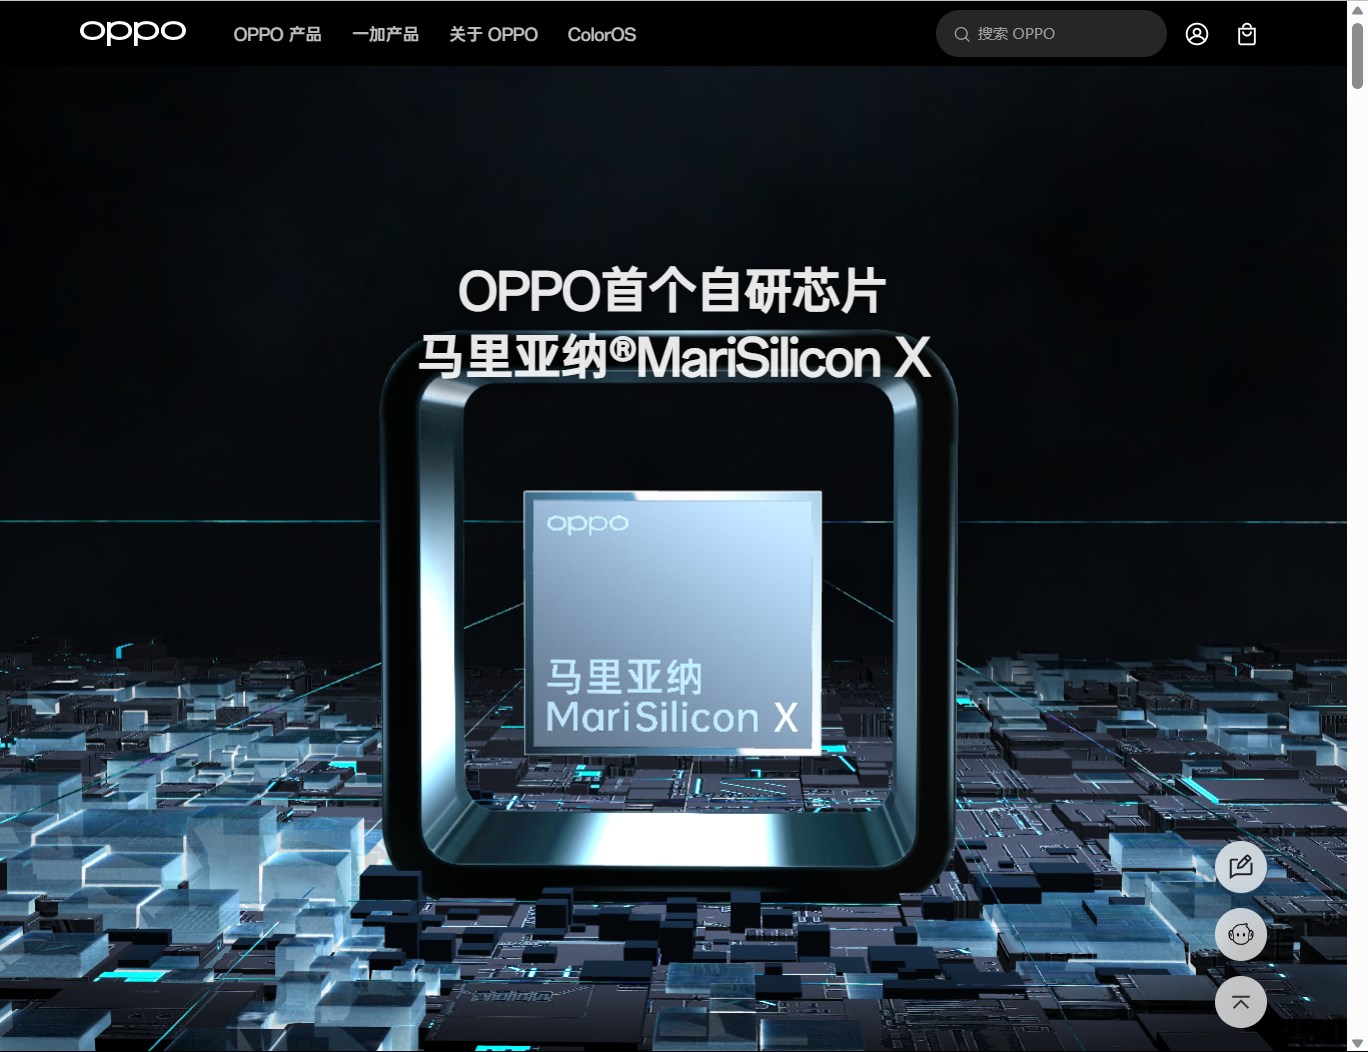 oppo
OPPO 产品
一加产品
关于 OPPO
ColorOS
搜索 OPPO
OPPO首个自研芯片
马里亚纳®MariSilicon X
oppo
马里亚纳
MariSilicon X